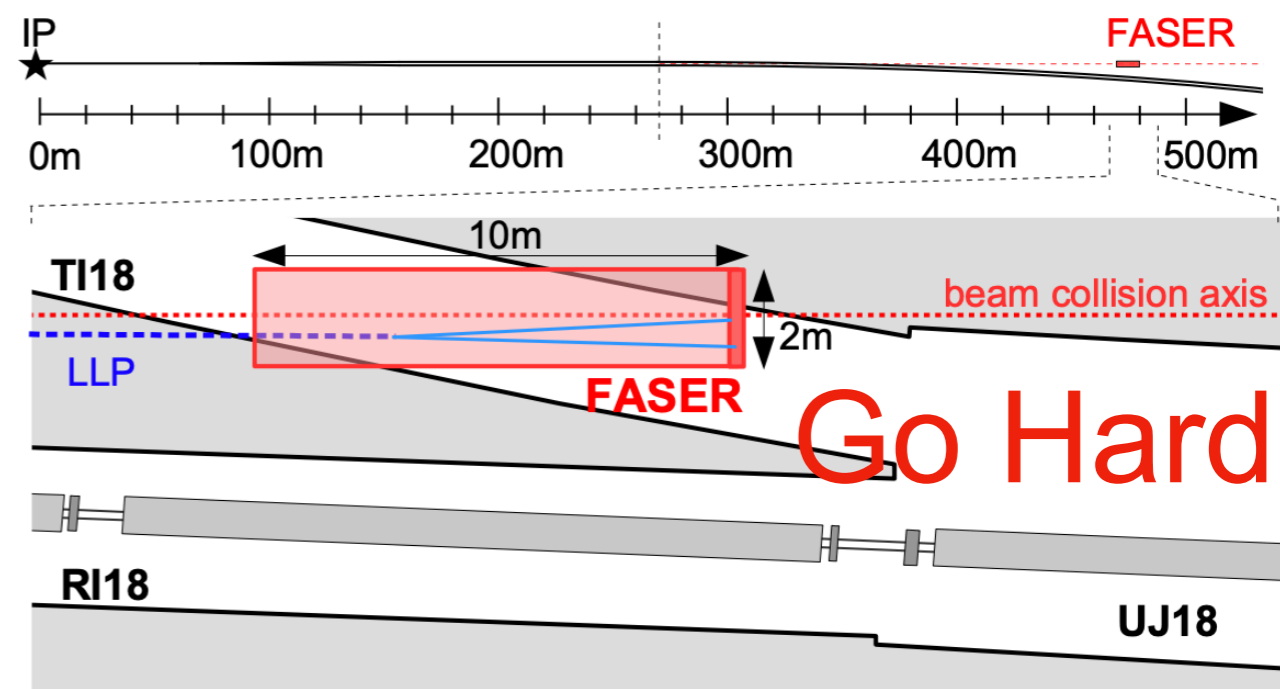 IP
FASER
0m 100m 200m 300m 400m 500m
10m
TI18
beam collision axis
2m
LLP
FASER
Go Hard
RI18
UJ18